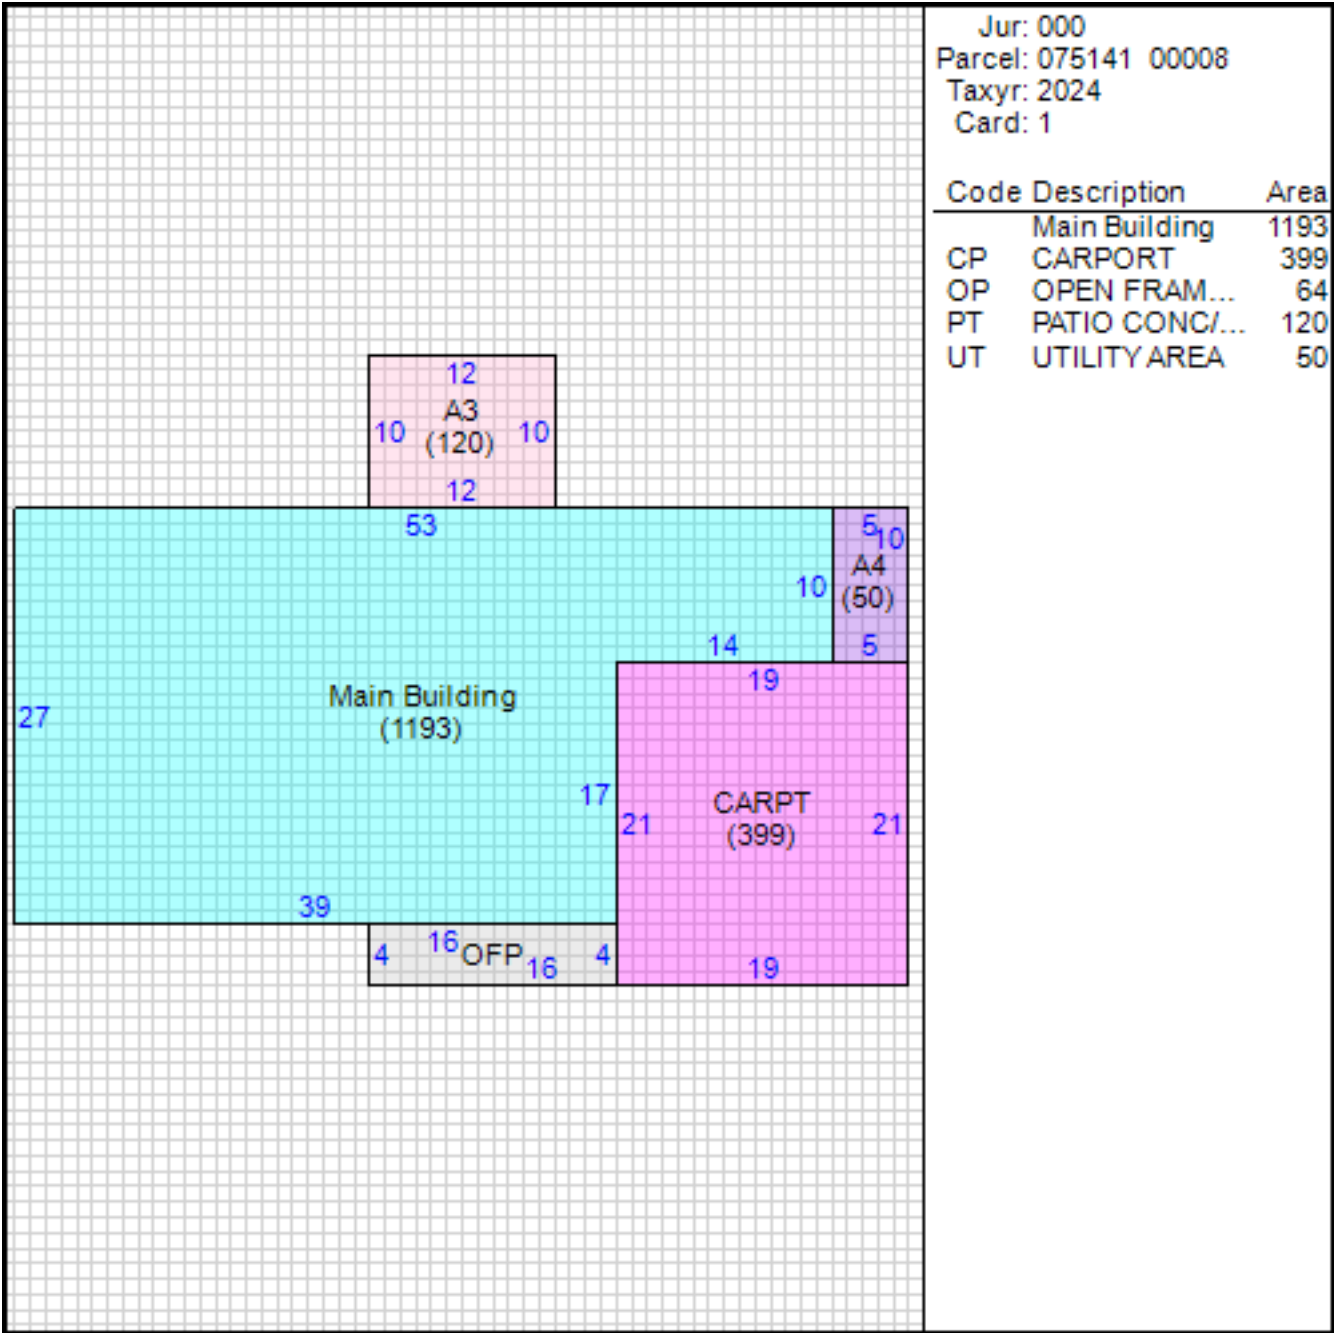 Jur: 000
Parcel: 075141 00008
Taxyr: 2024
Card: 1
Code Description Area
Main Building 1193
CP CARPORT 399
OP OPEN FRAM... 64
PT PATIO CONC/... 120
UT UTILITY AREA 50
12
A3
10 (120) 10
12
53
5
10
A4
10 (50)
14 5
19
Main Building
27 (1193)
17
CARPT
21 (399) 21
39
16
4 OFP 4
16 19